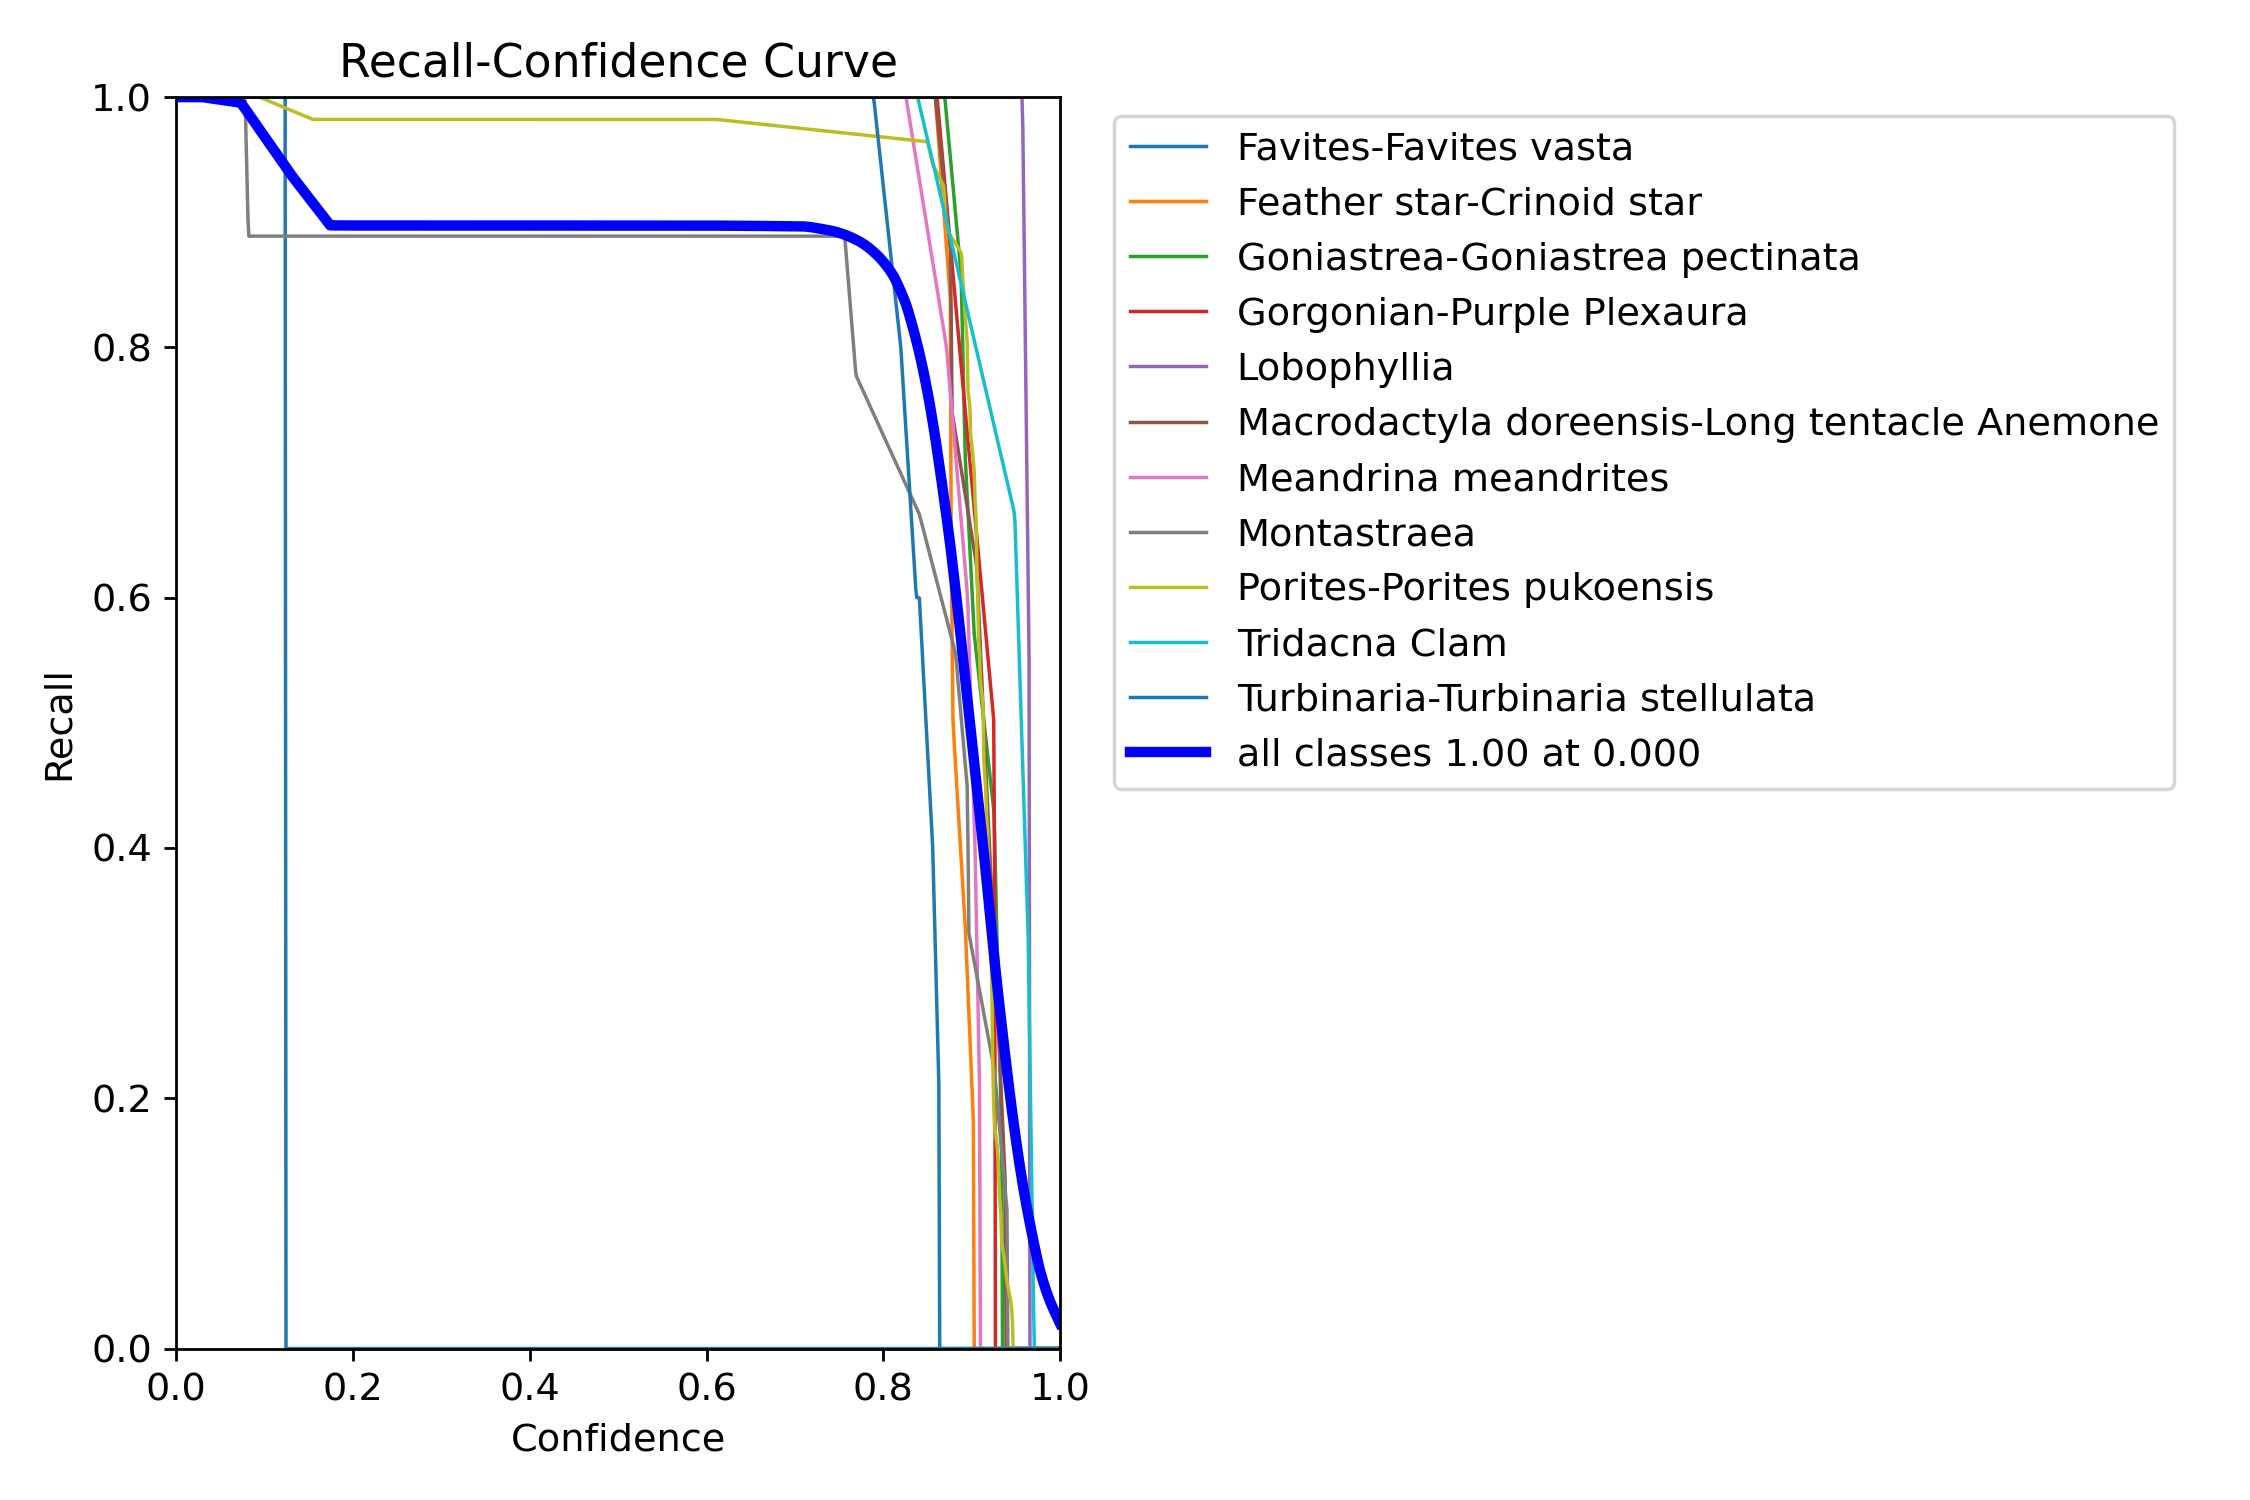 Recall-Confidence Curve
1.0
0.8
0.6
0.4
0.2
0.0
Recall
0.0 0.2 0.4 0.6 0.8 1.0
Confidence
Favites-Favites vasta
Feather star-Crinoid star
Goniastrea-Goniastrea pectinata
Gorgonian-Purple Plexaura
Lobophyllia
Macrodactyla doreensis-Long tentacle Anemone
Meandrina meandrites
Montastraea
Porites-Porites pukoensis
Tridacna Clam
Turbinaria-Turbinaria stellulata
all classes 1.00 at 0.000